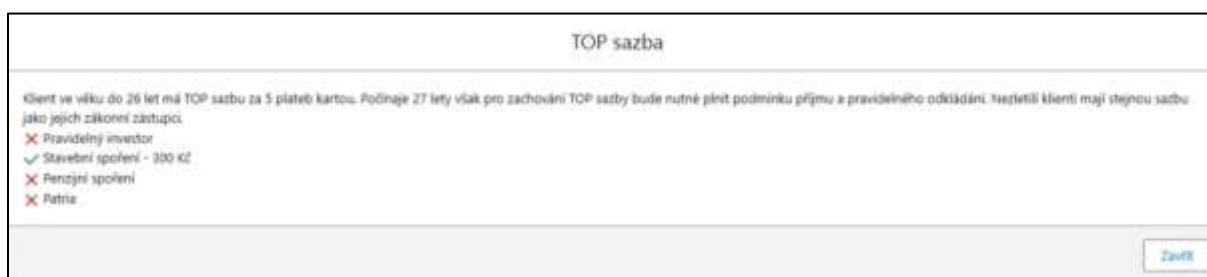 TOP sazba
Klient ve věku do 26 let má TOP sazbu za 5 plateb kartou. Počínaje 27 lety však pro zachování TOP sazby bude nutné plnit podmínku příjmu a pravidelného odkládání. Nezletilí klienti mají stejnou sazbu
jako jejich zákonní zástupci.
Pravidelný investor
Stavební spoření - 300 Kč
Penzijní spoření
Patria
Zavřít